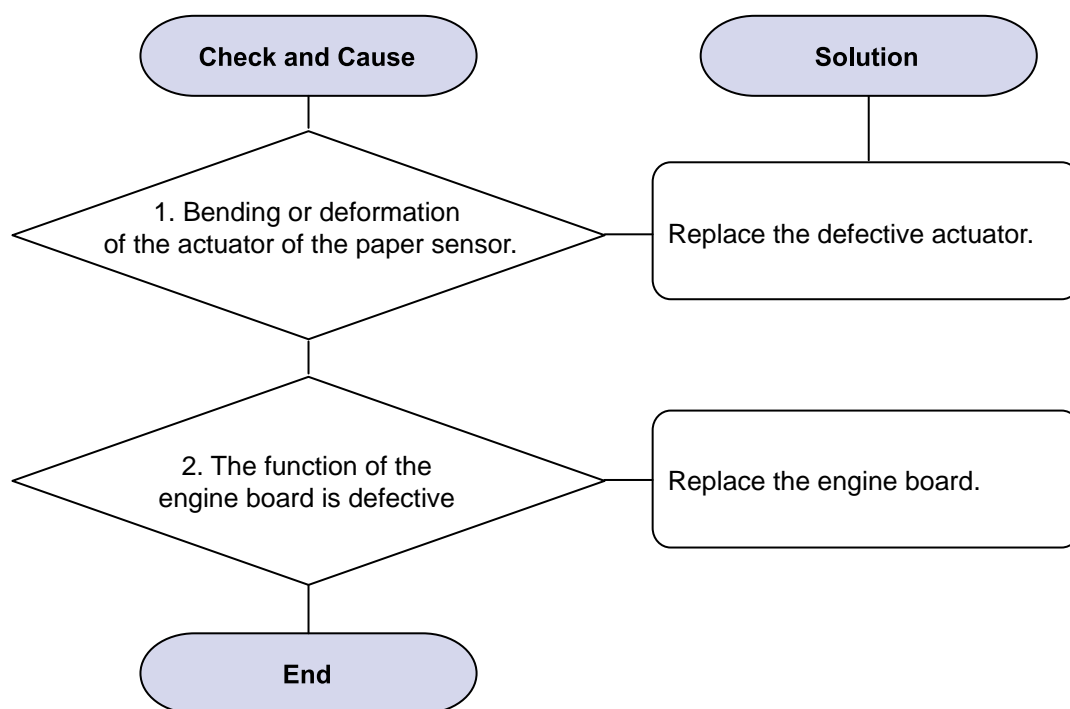 Check and Cause
Solution
1. Bending or deformation
of the actuator of the paper sensor.
Replace the defective actuator.
2. The function of the
engine board is defective
Replace the engine board.
End